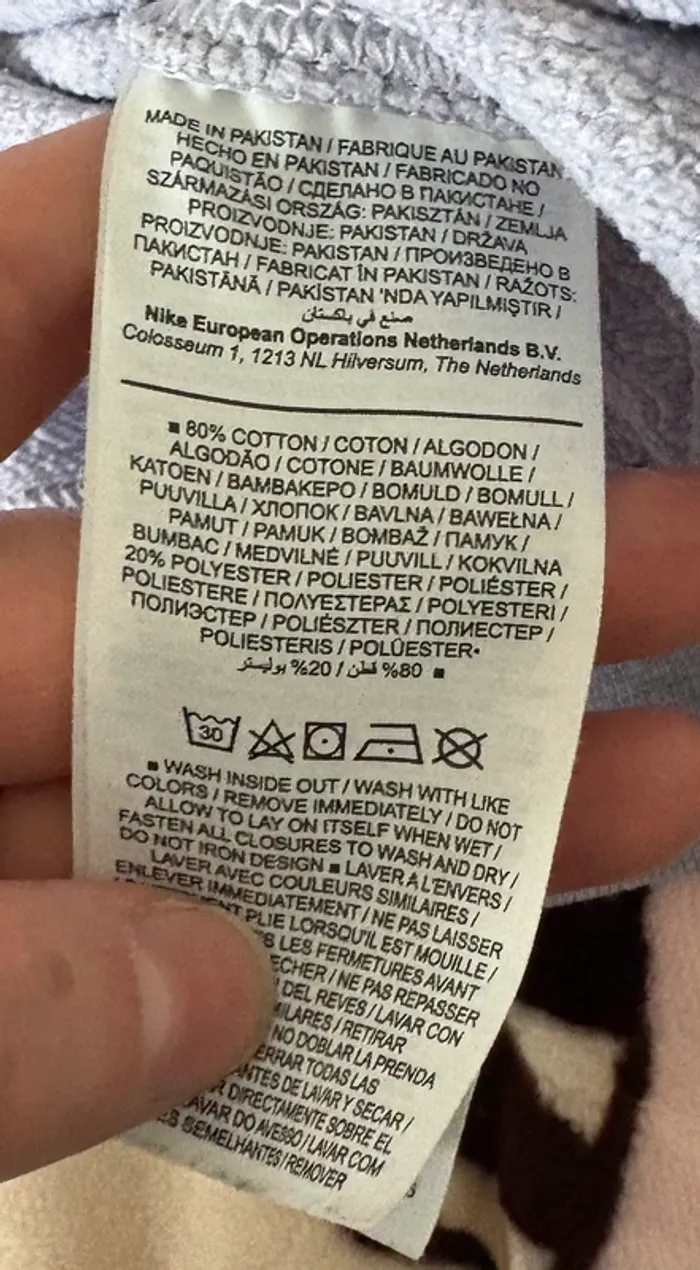 MADE IN PAKISTAN / FABRIQUE AU PAKISTAN
HECHO EN PAKISTAN / FABRICADO NO
PAQUISTÃO / СДЕЛАНО В ПАКИСТАНЕ /
SZÁRMAZÁSI ORSZÁG: PAKISZTÁN / ZEMLJA
PROIZVODNJE: PAKISTAN / DRŽAVA
PROIZVODNJE: PAKISTAN / ПРОИЗВЕДЕНО В
ПАКИСТАН / FABRICAT ÎN PAKISTAN / RAŽOTS:
PAKISTĀNĀ / PAKİSTAN 'NDA YAPILMIŞTIR /
صنع في باكستان
Nike European Operations Netherlands B.V.
Colosseum 1, 1213 NL Hilversum, The Netherlands
■ 80% COTTON / COTON / ALGODON /
ALGODÃO / COTONE / BAUMWOLLE /
KATOEN / ΒΑΜΒΑΚΕΡΟ / BOMULD / BOMULL /
PUUVILLA / ХЛОПОК / BAVLNA / BAWEŁNA /
PAMUT / PAMUK / BOMBAŽ / ПАМУК /
BUMBAC / MEDVILNĖ / PUUVILL / KOKVILNA
20% POLYESTER / POLIESTER / POLIÉSTER /
POLIESTERE / ΠΟΛΥΕΣΤΕΡΑΣ / POLYESTERI /
ПОЛИЭСТЕР / POLIÉSZTER / ПОЛИЕСТЕР /
POLIESTERIS / POLÜESTER•
■ 80% قطن / 20% بوليستر
30
■ WASH INSIDE OUT / WASH WITH LIKE
COLORS / REMOVE IMMEDIATELY / DO NOT
ALLOW TO LAY ON ITSELF WHEN WET /
FASTEN ALL CLOSURES TO WASH AND DRY /
DO NOT IRON DESIGN ■ LAVER A L'ENVERS /
LAVER AVEC COULEURS SIMILAIRES /
ENLEVER IMMEDIATEMENT / NE PAS LAISSER
PLIE LORSQU'IL EST MOUILLE /
LES FERMETURES AVANT
/ NE PAS REPASSER
DEL REVES / LAVAR CON
/ RETIRAR
NO DOBLAR LA PRENDA
TODAS LAS
DE LAVAR Y SECAR /
DIRECTAMENTE SOBRE EL
DO AVESSO / LAVAR COM
SEMELHANTES / REMOVER